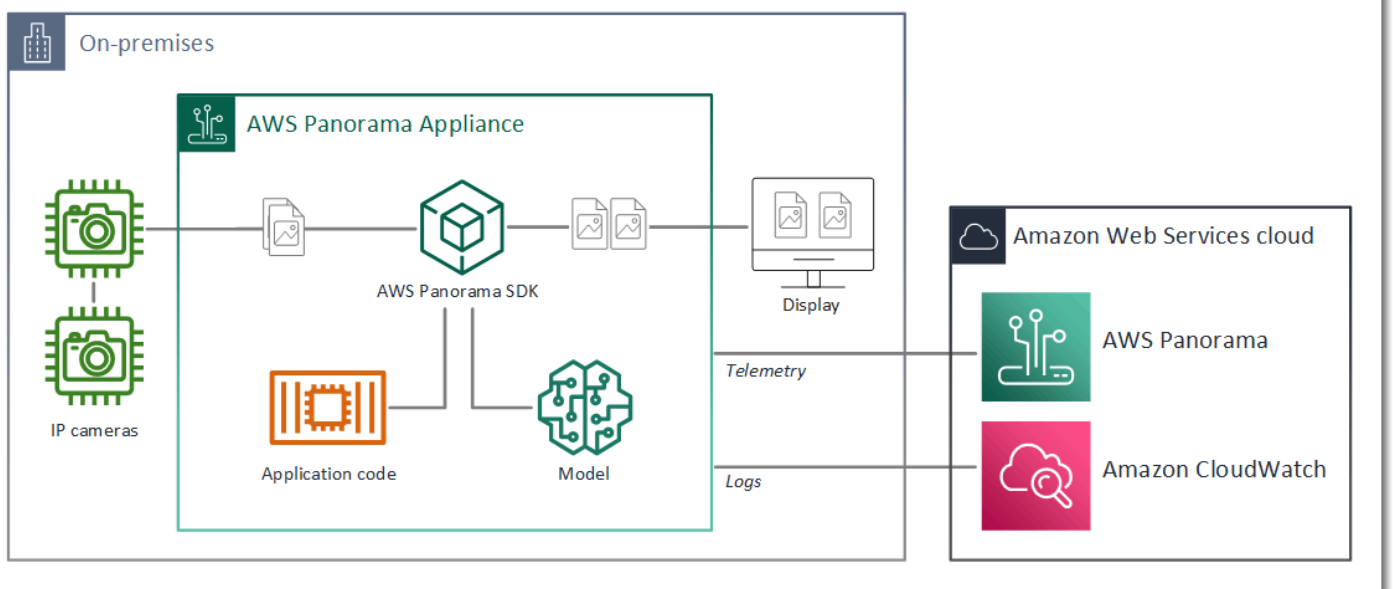 On-premises
AWS Panorama Appliance
AWS Panorama SDK
Display
IP cameras
Application code
Model
Telemetry
Logs
Amazon Web Services cloud
AWS Panorama
Amazon CloudWatch